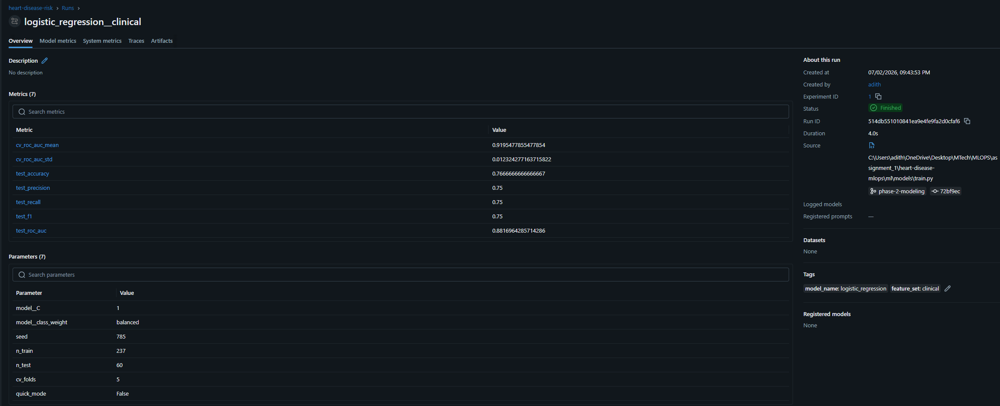 heart-disease-risk › Runs ›
logistic_regression__clinical
Overview Model metrics System metrics Traces Artifacts
Description
No description
Metrics (7)
Search metrics
Metric Value
cv_roc_auc_mean 0.9195477855477854
cv_roc_auc_std 0.012324277163715822
test_accuracy 0.7666666666666667
test_precision 0.75
test_recall 0.75
test_f1 0.75
test_roc_auc 0.8816964285714286
Parameters (7)
Search parameters
Parameter Value
model__C 1
model__class_weight balanced
seed 785
n_train 237
n_test 60
cv_folds 5
quick_mode False
About this run
Created at 07/02/2026, 09:43:53 PM
Created by adith
Experiment ID 1
Status Finished
Run ID 514db551010841ea9e4fe9fa2d0cfaf6
Duration 4.0s
Source
C:\Users\adith\OneDrive\Desktop\MTech\MLOPS\as
signment_1\heart-disease-
mlops\ml\models\train.py
phase-2-modeling 72bf9ec
Logged models
Registered prompts —
Datasets
None
Tags
model_name: logistic_regression feature_set: clinical
Registered models
None